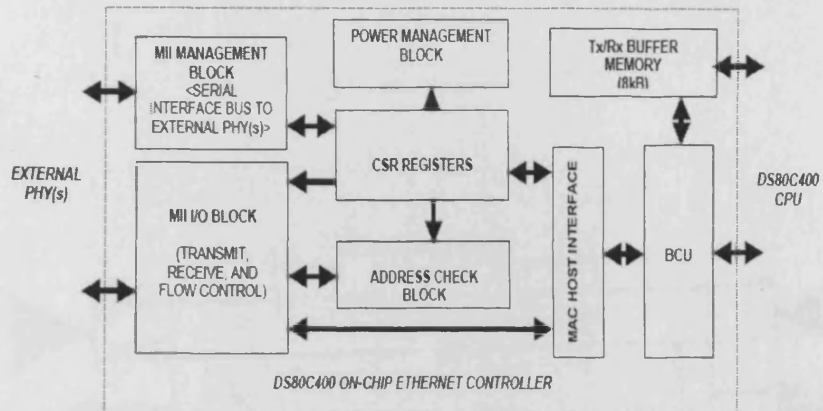 MII MANAGEMENT
BLOCK
<SERIAL
INTERFACE BUS TO
EXTERNAL PHY(s)>
POWER MANAGEMENT
BLOCK
Tx/Rx BUFFER
MEMORY
(8kB)
EXTERNAL
PHY(s)
CSR REGISTERS
MII I/O BLOCK
(TRANSMIT,
RECEIVE, AND
FLOW CONTROL)
ADDRESS CHECK
BLOCK
MAC HOST INTERFACE
BCU
DS80C400
CPU
DS80C400 ON-CHIP ETHERNET CONTROLLER